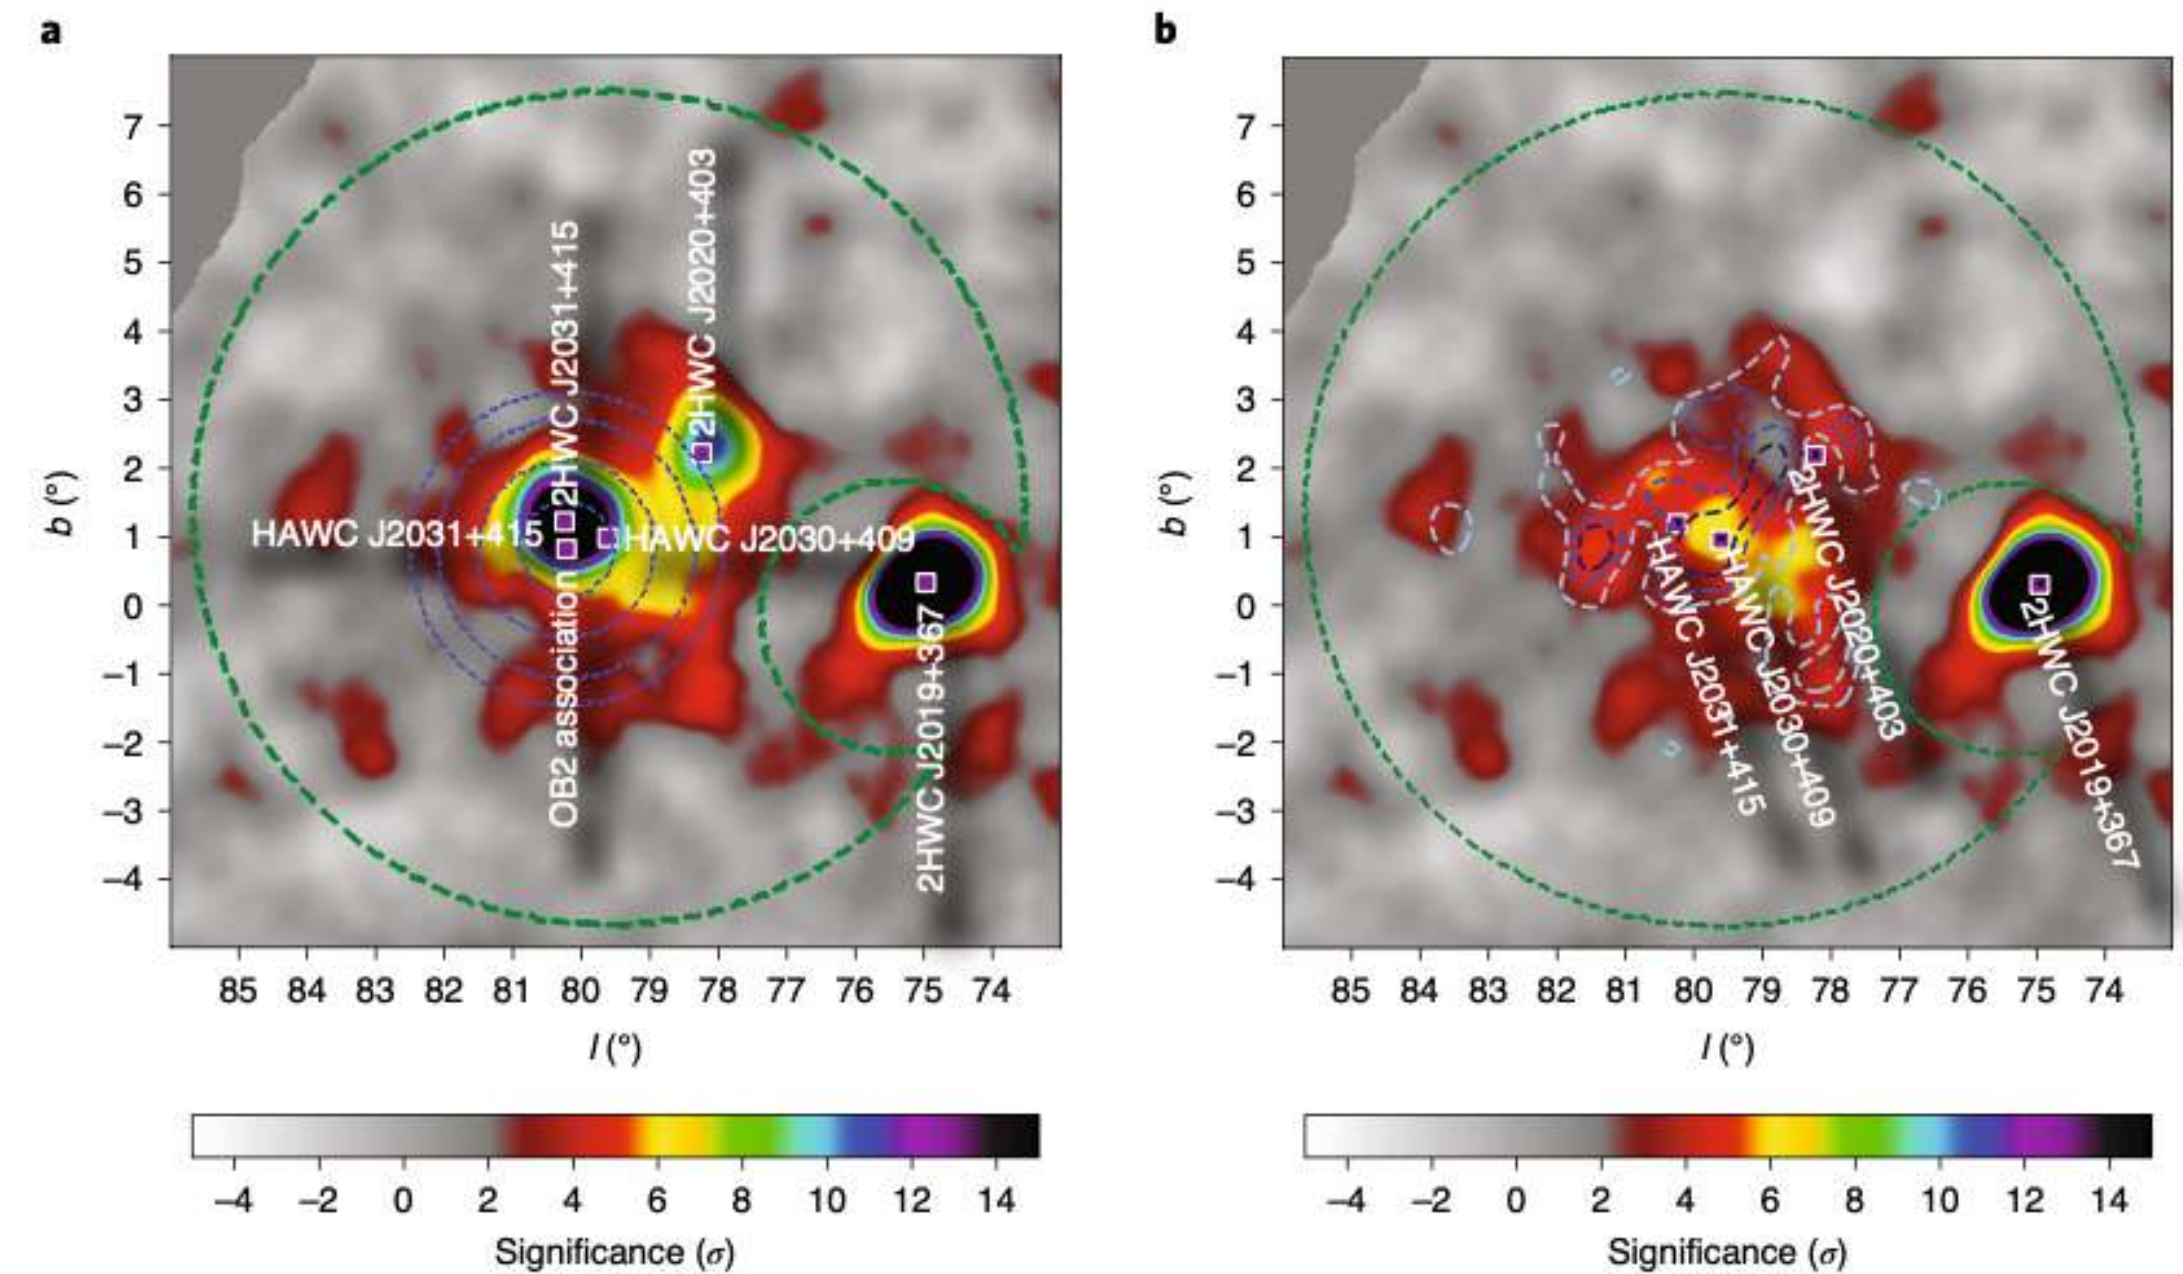 a
7
6
5
4
3
2
1
0
−1
−2
−3
−4
b (°)
2HWC J2031+415
2HWC J2020+403
HAWC J2031+415
HAWC J2030+409
OB2 association
2HWC J2019+367
85 84 83 82 81 80 79 78 77 76 75 74
l (°)
−4 −2 0 2 4 6 8 10 12 14
Significance (σ)
b
7
6
5
4
3
2
1
0
−1
−2
−3
−4
b (°)
HAWC J2031+415
HAWC J2030+409
2HWC J2020+403
2HWC J2019+367
85 84 83 82 81 80 79 78 77 76 75 74
l (°)
−4 −2 0 2 4 6 8 10 12 14
Significance (σ)